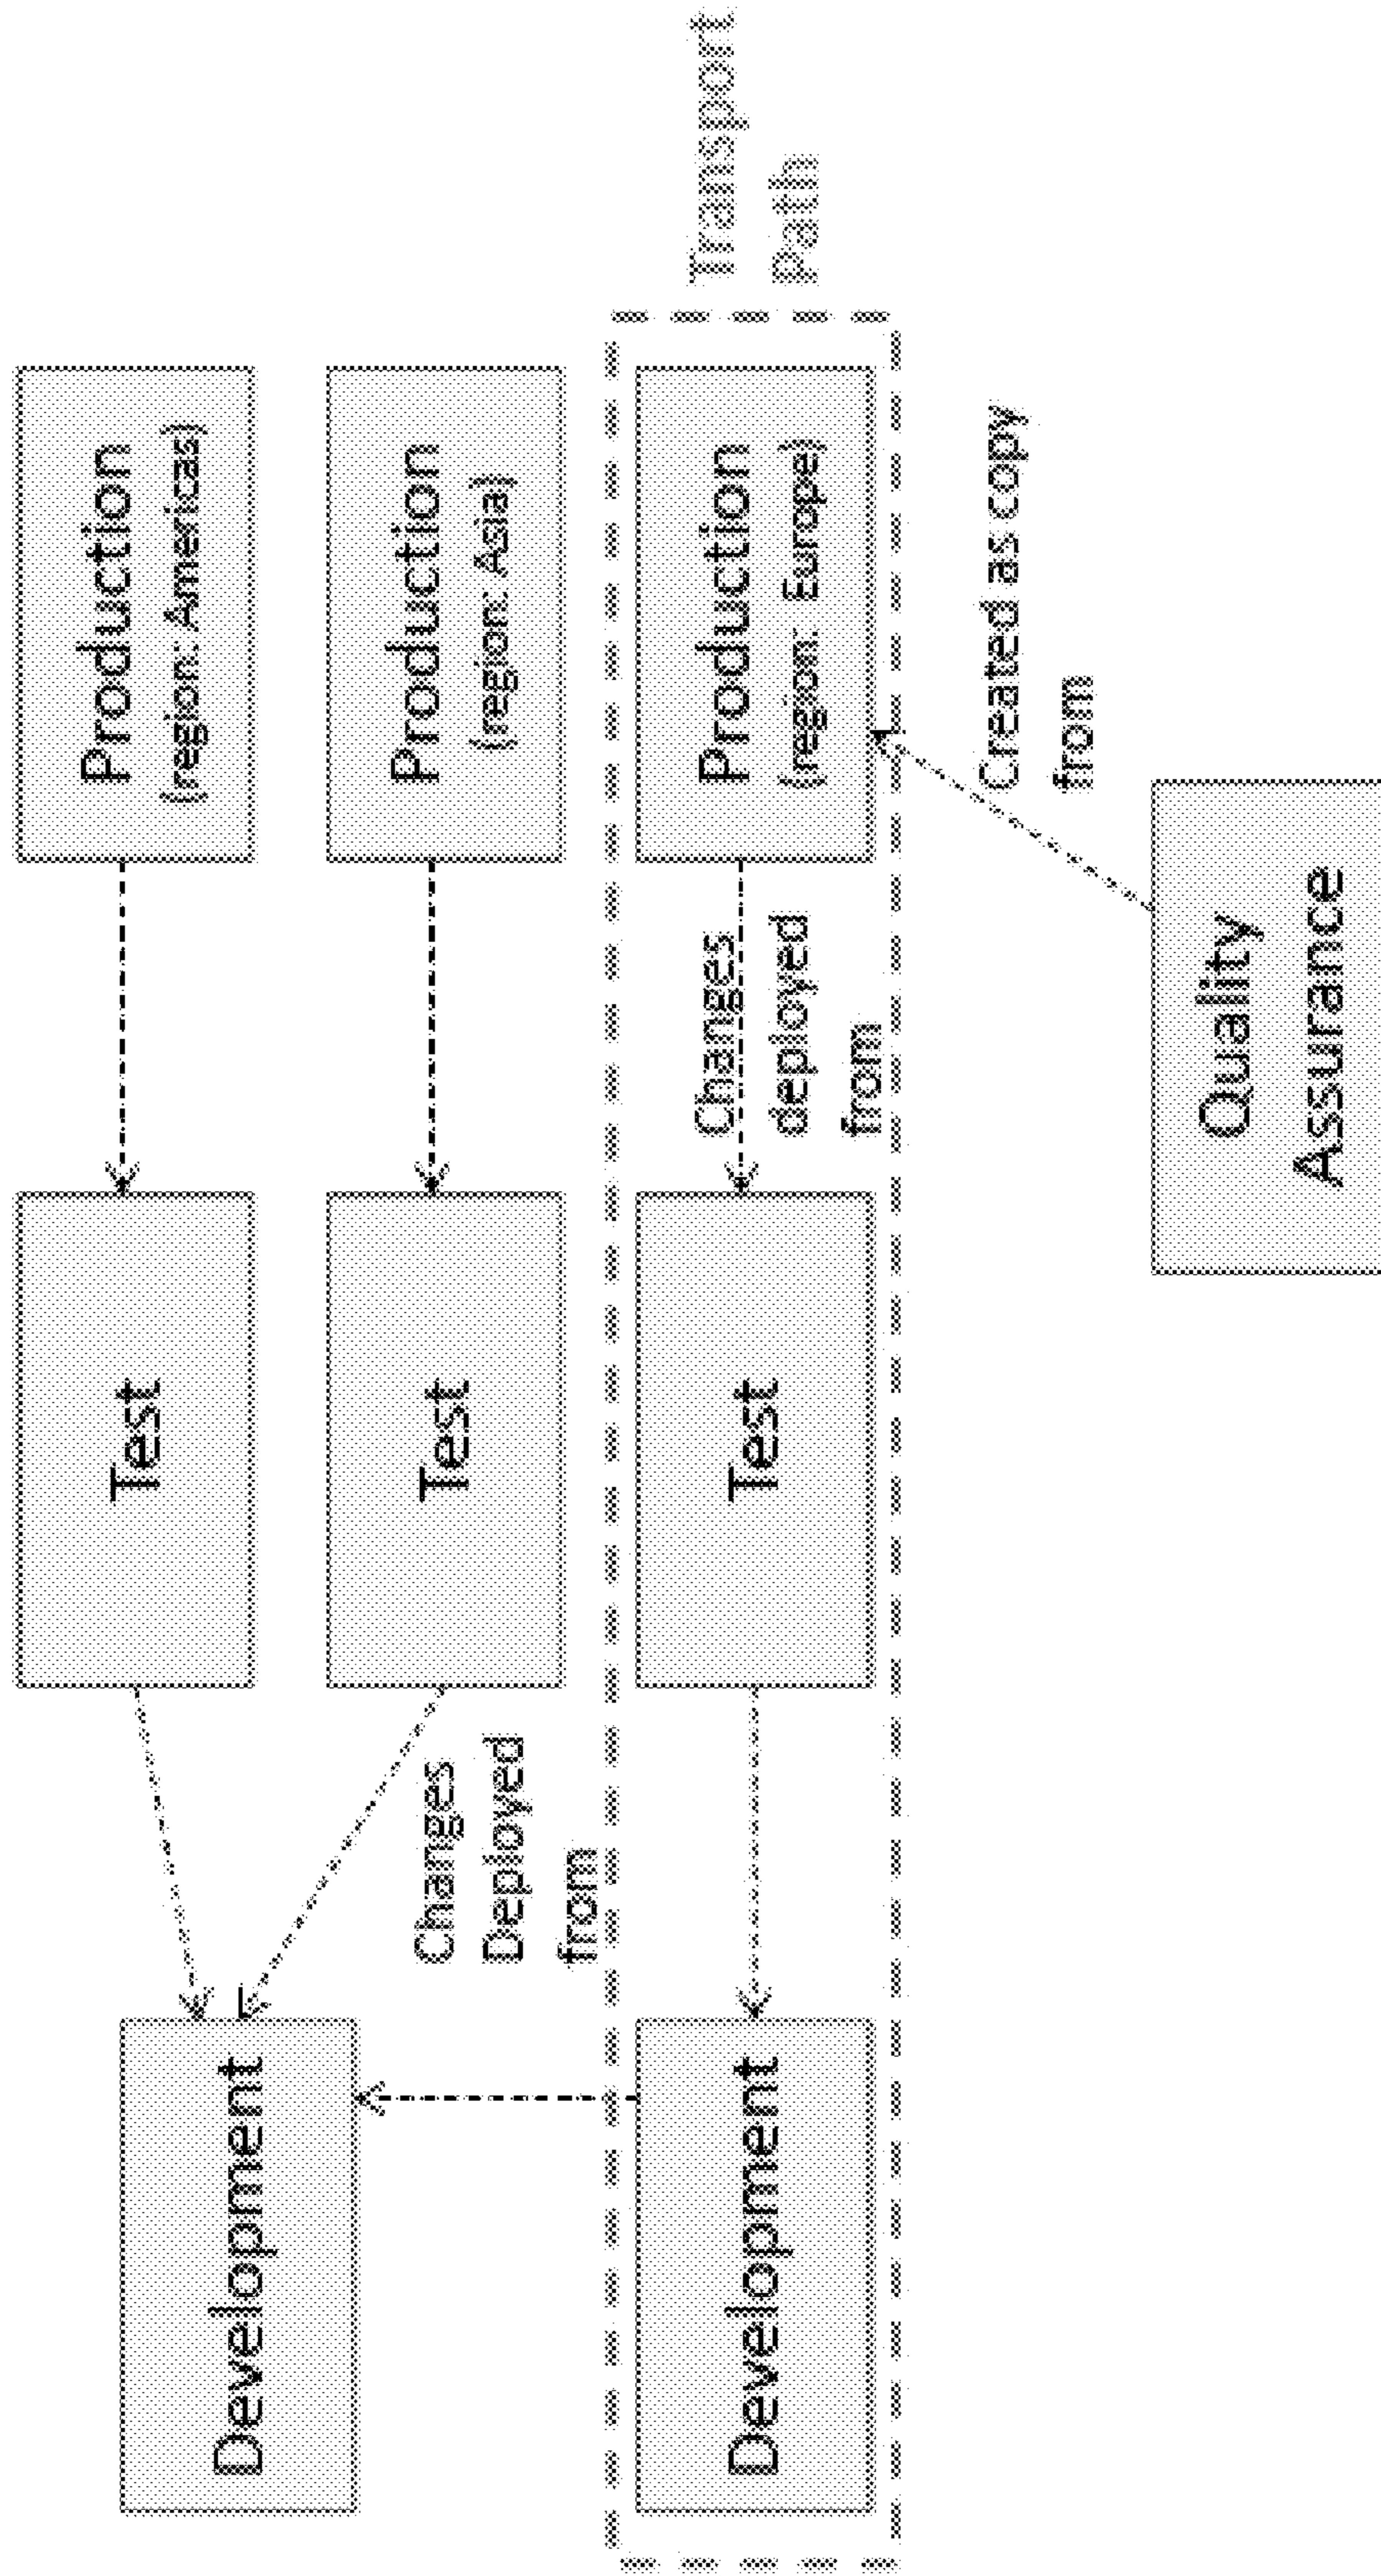 Development
Test
Production
(region: Americas)
Test
Production
(region: Asia)
Changes
Deployed
from
Development
Test
Changes
deployed
from
Production
(region: Europe)
Transport
Path
Created as copy
from
Quality
Assurance